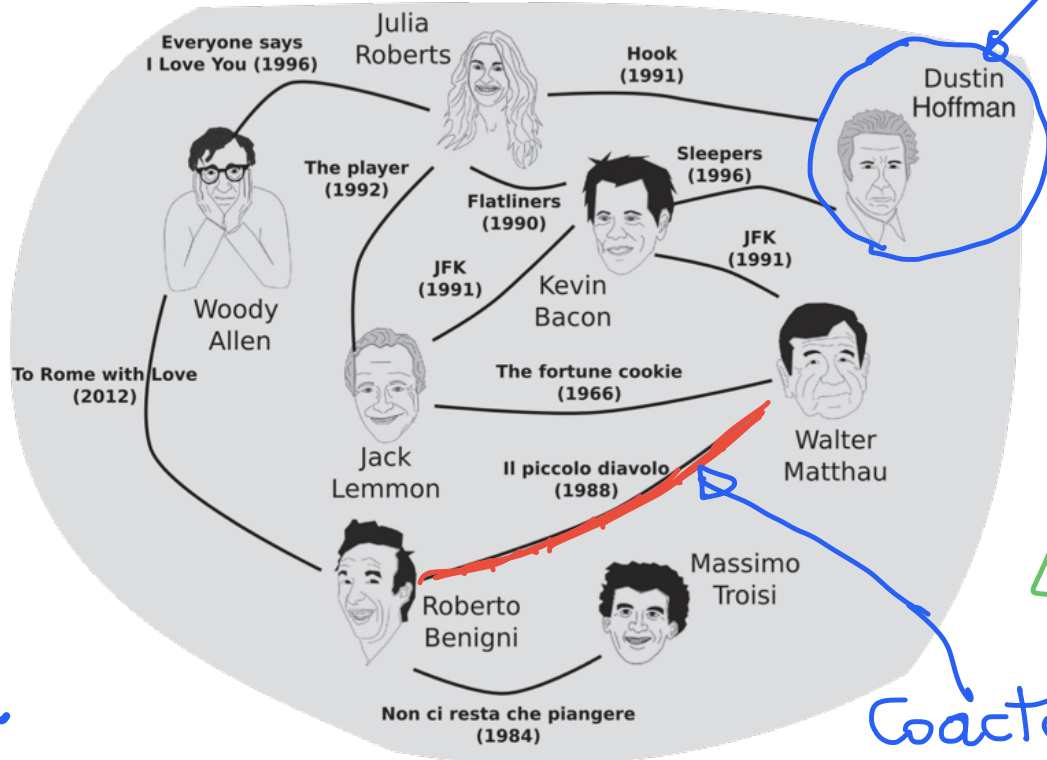 Julia
Roberts
Everyone says
I Love You (1996)
Hook
(1991)
Dustin
Hoffman
The player
(1992)
Flatliners
(1990)
Sleepers
(1996)
JFK
(1991)
JFK
(1991)
Kevin
Bacon
Woody
Allen
To Rome with Love
(2012)
The fortune cookie
(1966)
Walter
Matthau
Jack
Lemmon
Il piccolo diavolo
(1988)
Massimo
Troisi
Roberto
Benigni
Non ci resta che piangere
(1984)